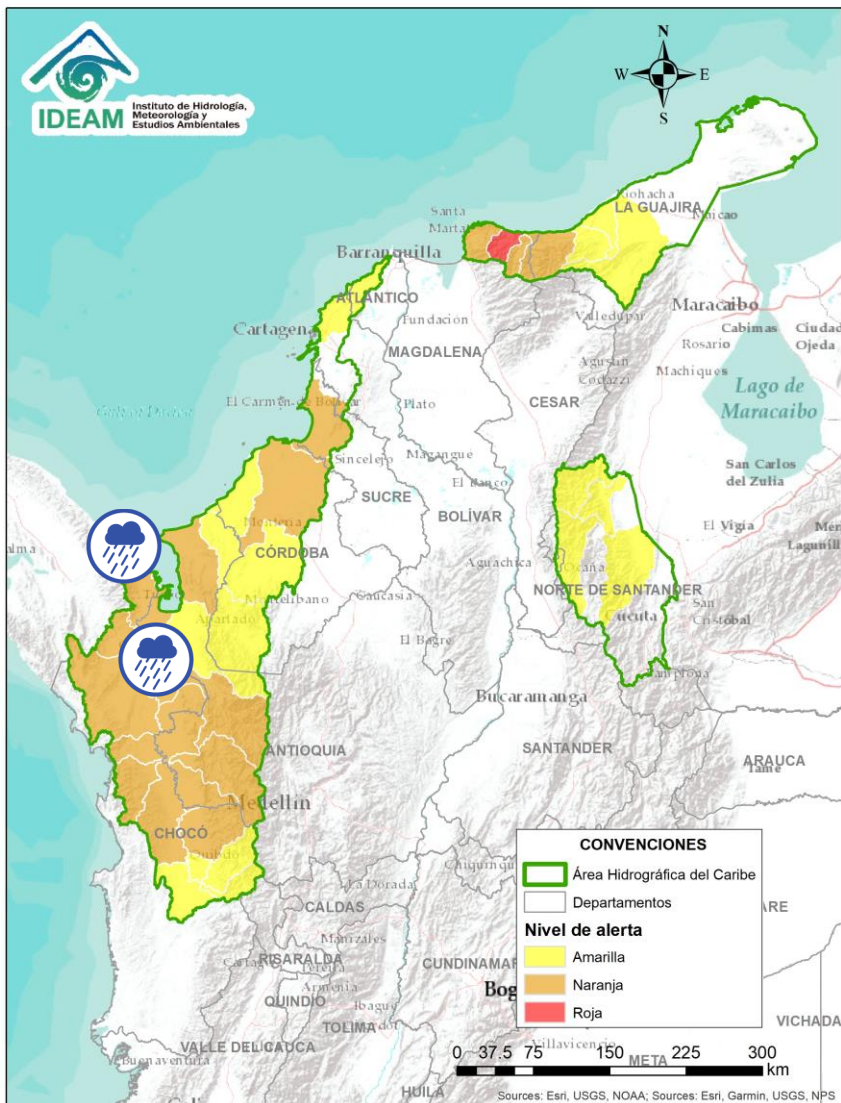 IDEAM
Instituto de Hidrología,
Meteorología y
Estudios Ambientales
N
W
E
S
Riohacha
LA GUAJIRA
Maicao
Santa
Marta
Barranquilla
ATLÁNTICO
Cartagena
Fundación
Valledupar
Maracaibo
Cabimas
Ciudad
Ojeda
Rosario
MAGDALENA
Agustín
Codazzi
Machiques
Lago de
Maracaibo
CESAR
El Carmen de Bolívar
Plato
Sincelejo
Magangue
San Carlos
del Zulia
SUCRE
El Banco
BOLÍVAR
El Vigía
Montería
CÓRDOBA
Aguachica
Ocaña
NORTE DE SANTANDER
San
Cristóbal
Cúcuta
Turbo
Apartadó
Montelíbano
Caucasia
El Bagre
Pamplona
Bucaramanga
ANTIOQUIA
SANTANDER
ARAUCA
Tame
Medellín
CHOCÓ
Quibdó
La Dorada
CALDAS
Manizales
RISARALDA
Pereira
Armenia
QUINDÍO
Ibague
TOLIMA
VALLE DEL CAUCA
Buenaventura
HUILA
Villavicencio
META
VICHADA
CONVENCIONES
Área Hidrográfica del Caribe
Departamentos
Nivel de alerta
Amarilla
Naranja
Roja
0 37.5 75 150 225 300
km
Sources: Esri, USGS, NOAA; Sources: Esri, Garmin, USGS, NPS